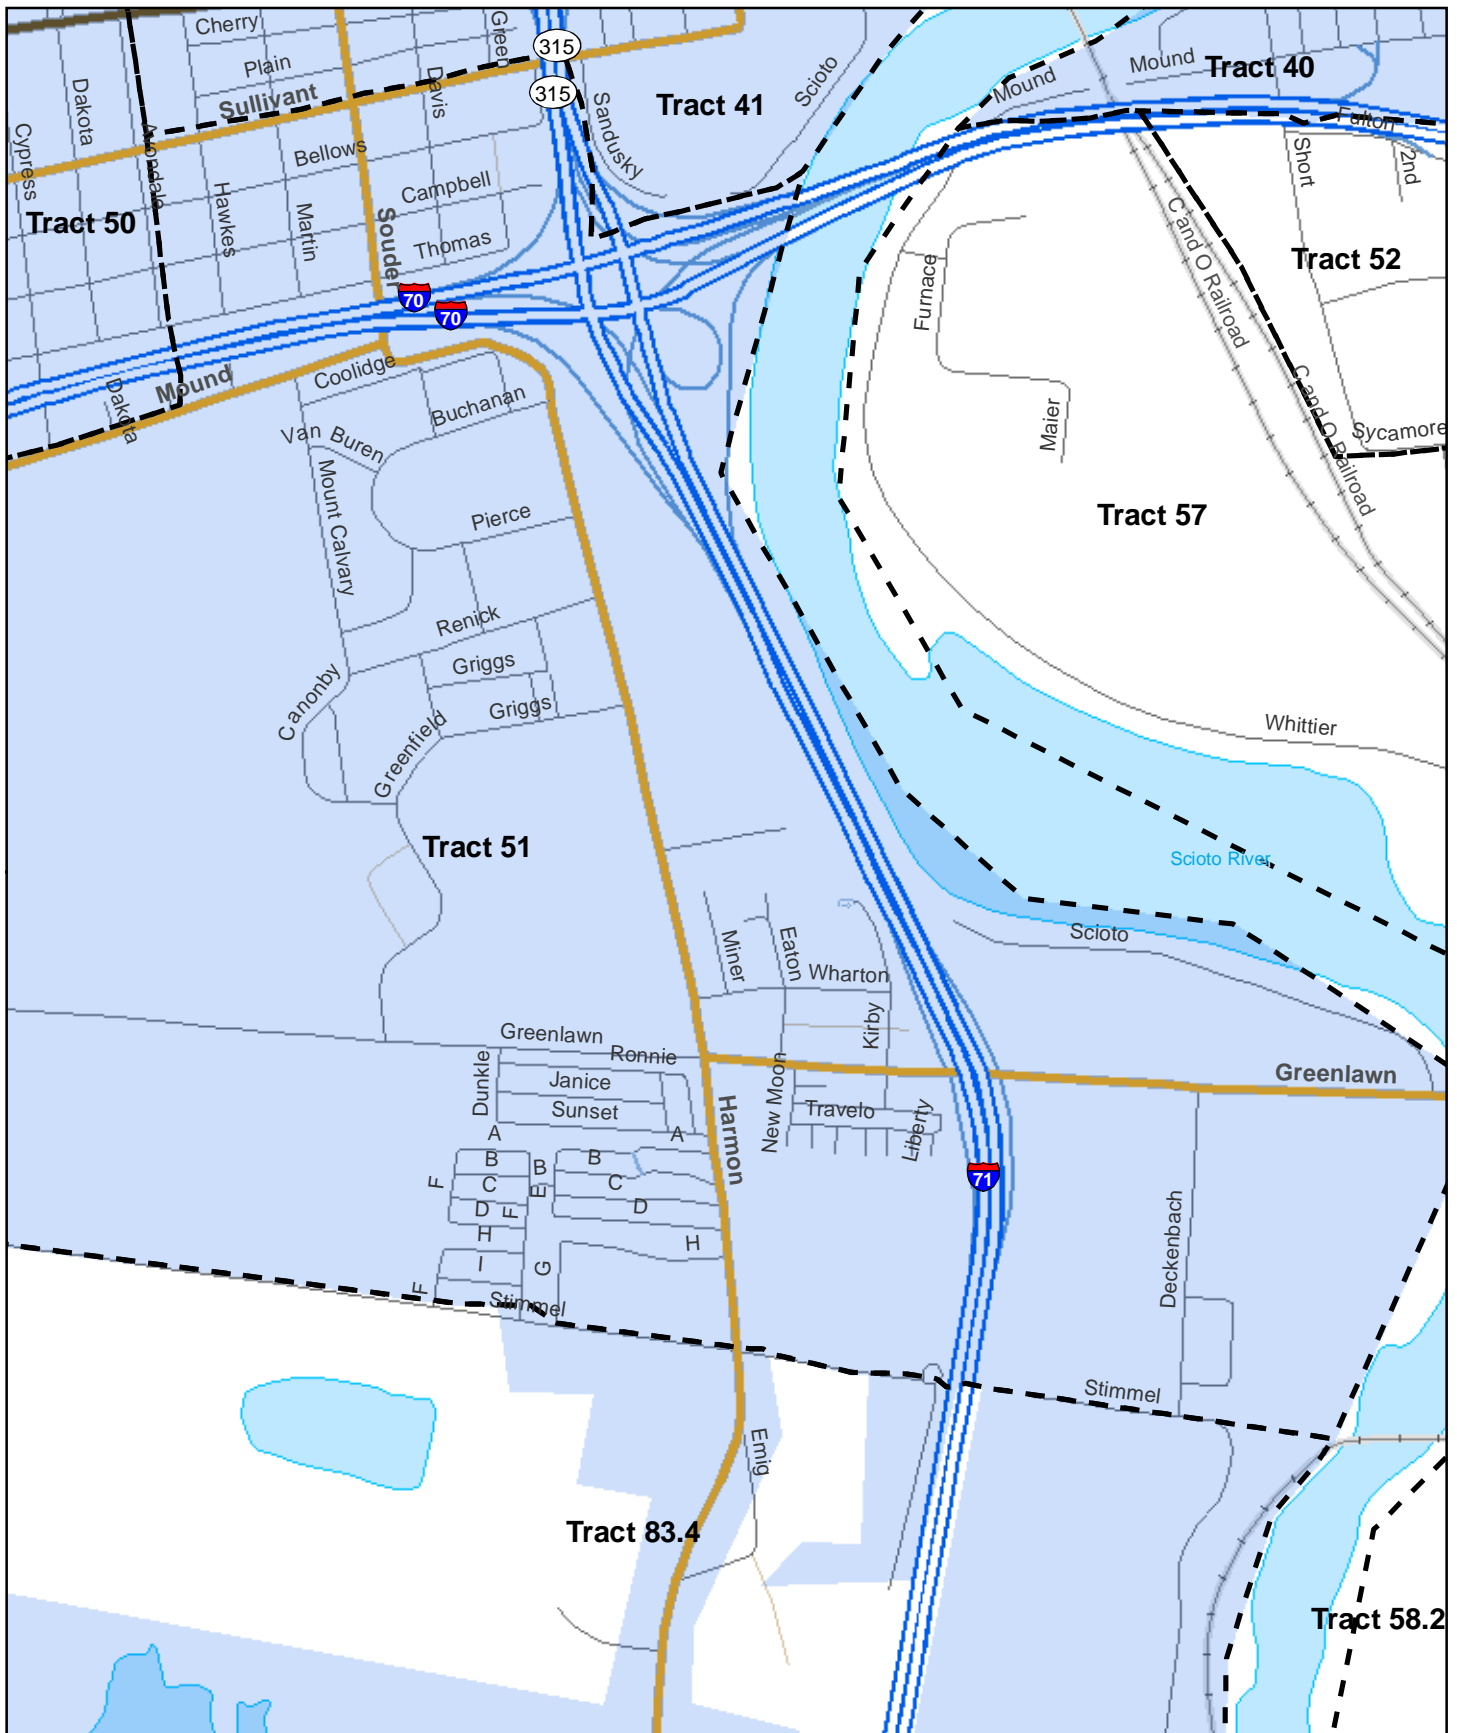 Cherry
Green
315
Plain
Sullivant
Davis
Dakota
315
Sandusky
Tract 41
Scioto
Mound
Mound
Tract 40
Fulton
Cypress
Avondale
Bellows
Campbell
Hawkes
Martin
Souder
Thomas
Tract 50
Short
2nd
C and O Railroad
Tract 52
Furnace
70
70
Mound
Dakota
Coolidge
Buchanan
Van Buren
Maier
C and O Railroad
Sycamore
Mount Calvary
Pierce
Tract 57
Renick
Griggs
Griggs
Canonby
Greenfield
Whittier
Tract 51
Scioto River
Miner
Eaton
Wharton
Scioto
Kirby
Greenlawn
Ronnie
Dunkle
Janice
Sunset
New Moon
Travelo
Liberty
Greenlawn
Harmon
A
A
B
B
B
C
C
F
E
D
F
D
H
H
I
G
F
71
Deckenbach
Stimmel
Stimmel
Emig
Tract 83.4
Tract 58.2